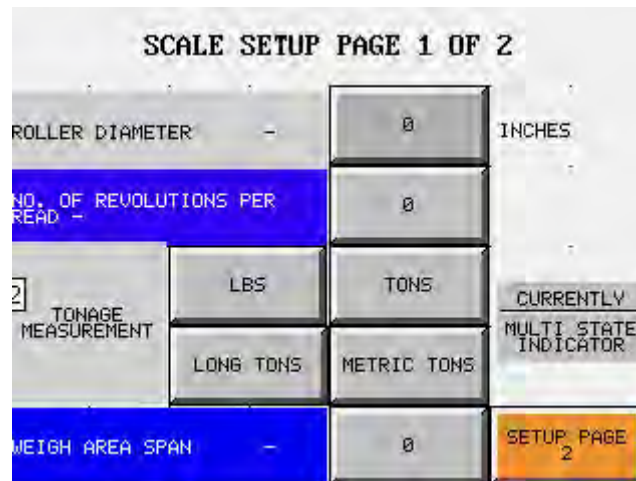 SCALE SETUP PAGE 1 OF 2
ROLLER DIAMETER -
0
INCHES
NO. OF REVOLUTIONS PER
READ -
0
2
TONAGE
MEASUREMENT
LBS
TONS
LONG TONS
METRIC TONS
CURRENTLY
MULTI STATE
INDICATOR
WEIGH AREA SPAN -
0
SETUP PAGE
2